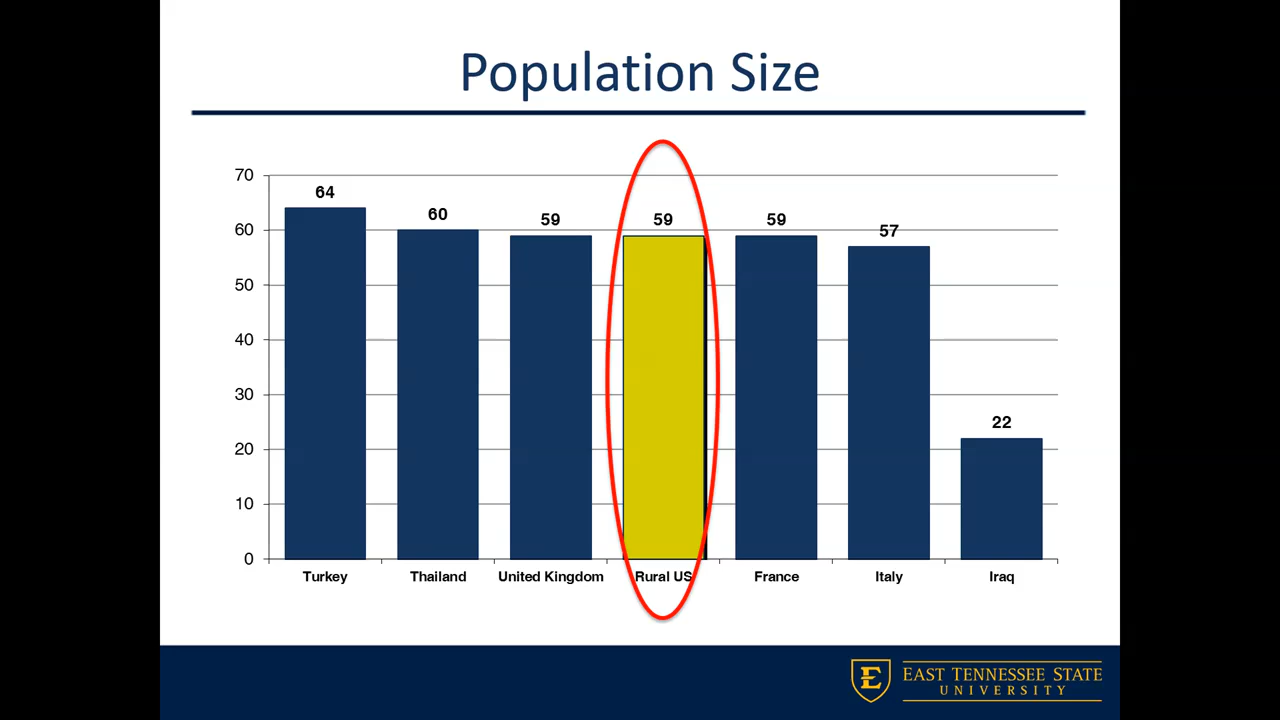 Population Size
70
60
50
40
30
20
10
0
64
60
59
59
59
57
22
Turkey
Thailand
United Kingdom
Rural US
France
Italy
Iraq
E
EAST TENNESSEE STATE
UNIVERSITY